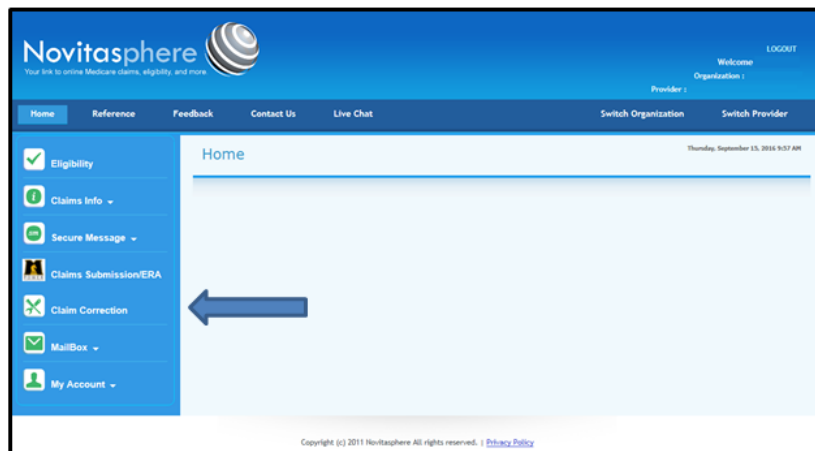 Novitasphere
Your link to online Medicare claims, eligibility, and more.
LOGOUT
Welcome
Organization :
Provider :
Home Reference Feedback Contact Us Live Chat Switch Organization Switch Provider
Home
Thursday, September 15, 2016 9:57 AM
Eligibility
Claims Info
Secure Message
Claims Submission/ERA
Claim Correction
MailBox
My Account
Copyright (c) 2011 Novitasphere All rights reserved. | Privacy Policy